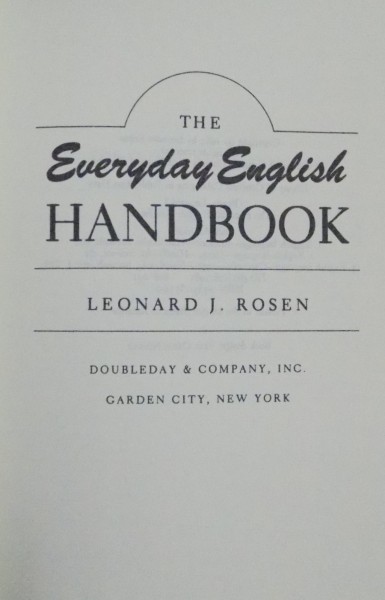 THE
Everyday English
HANDBOOK
LEONARD J. ROSEN
DOUBLEDAY & COMPANY, INC.
GARDEN CITY, NEW YORK